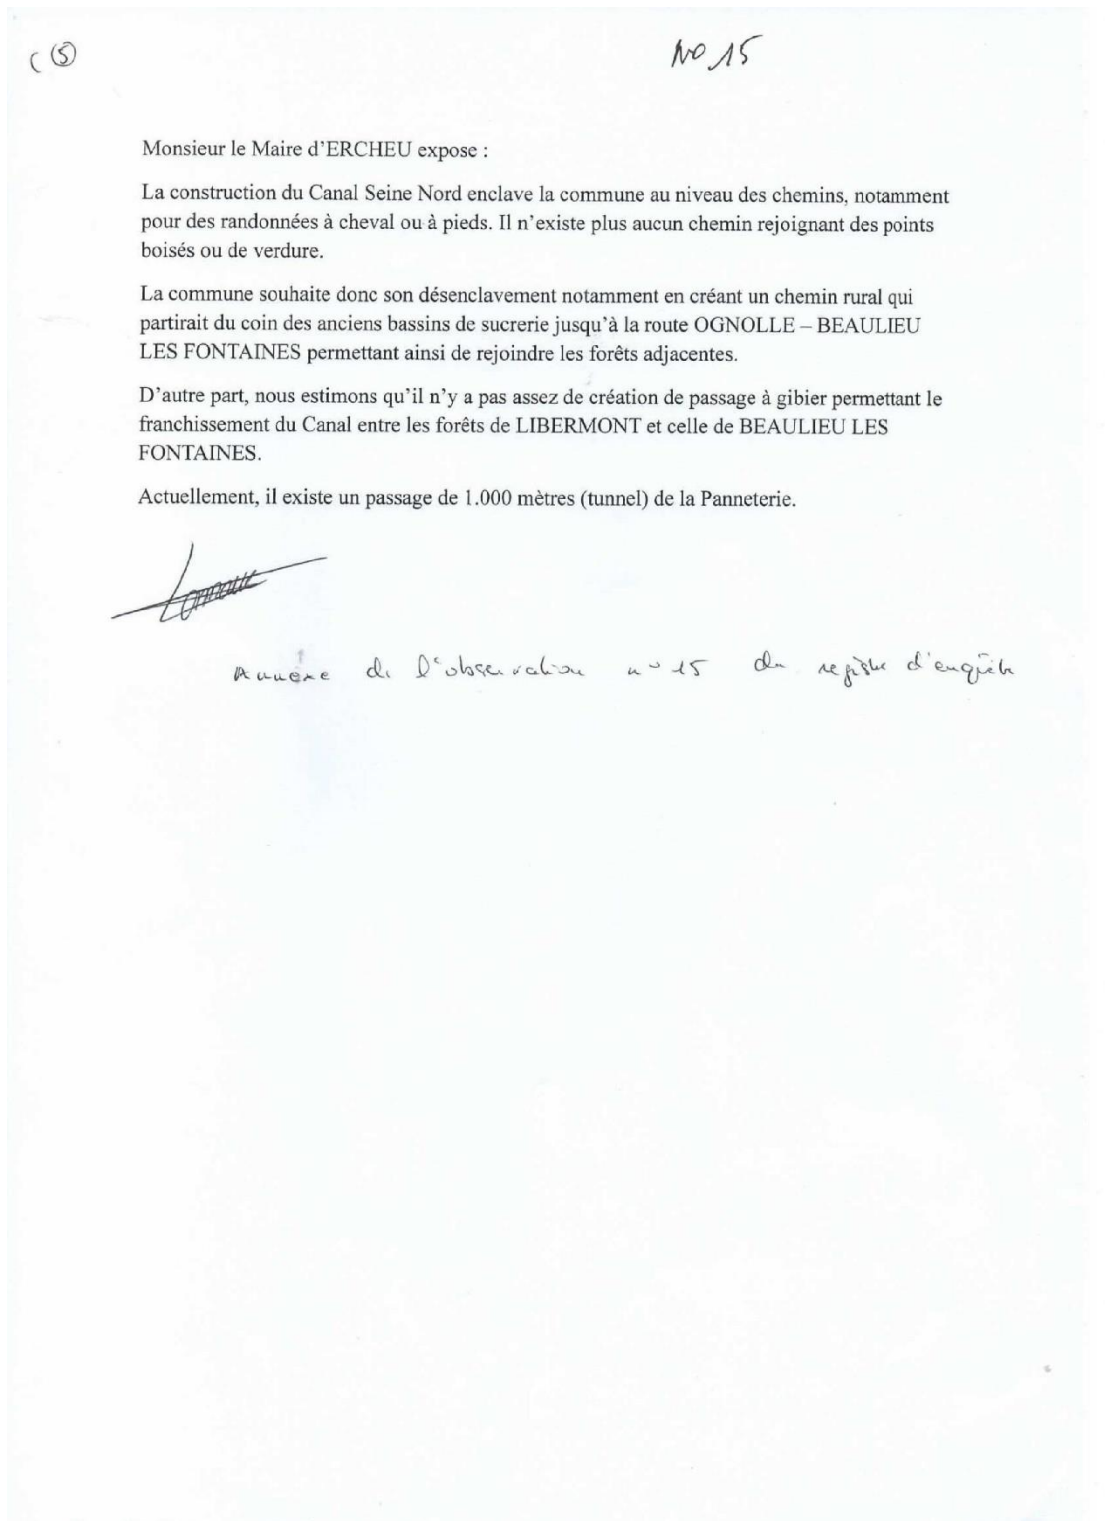 C ⑤
NO 15
Monsieur le Maire d'ERCHEU expose :
La construction du Canal Seine Nord enclave la commune au niveau des chemins, notamment
pour des randonnées à cheval ou à pieds. Il n'existe plus aucun chemin rejoignant des points
boisés ou de verdure.
La commune souhaite donc son désenclavement notamment en créant un chemin rural qui
partirait du coin des anciens bassins de sucrerie jusqu'à la route OGNOLLE – BEAULIEU
LES FONTAINES permettant ainsi de rejoindre les forêts adjacentes.
D'autre part, nous estimons qu'il n'y a pas assez de création de passage à gibier permettant le
franchissement du Canal entre les forêts de LIBERMONT et celle de BEAULIEU LES
FONTAINES.
Actuellement, il existe un passage de 1.000 mètres (tunnel) de la Panneterie.
Annexe de l'observation n° 15 du registre d'enquête